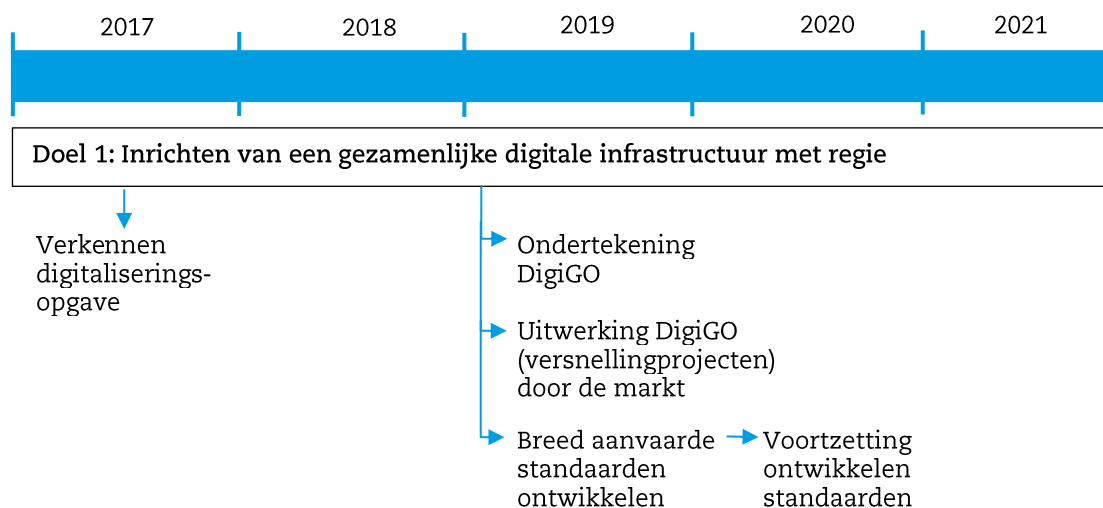 2017 2018 2019 2020 2021
Doel 1: Inrichten van een gezamenlijke digitale infrastructuur met regie
Verkennen
digitaliserings-
opgave
Ondertekening
DigiGO
Uitwerking DigiGO
(versnellingprojecten)
door de markt
Breed aanvaarde
standaarden
ontwikkelen
Voortzetting
ontwikkelen
standaarden